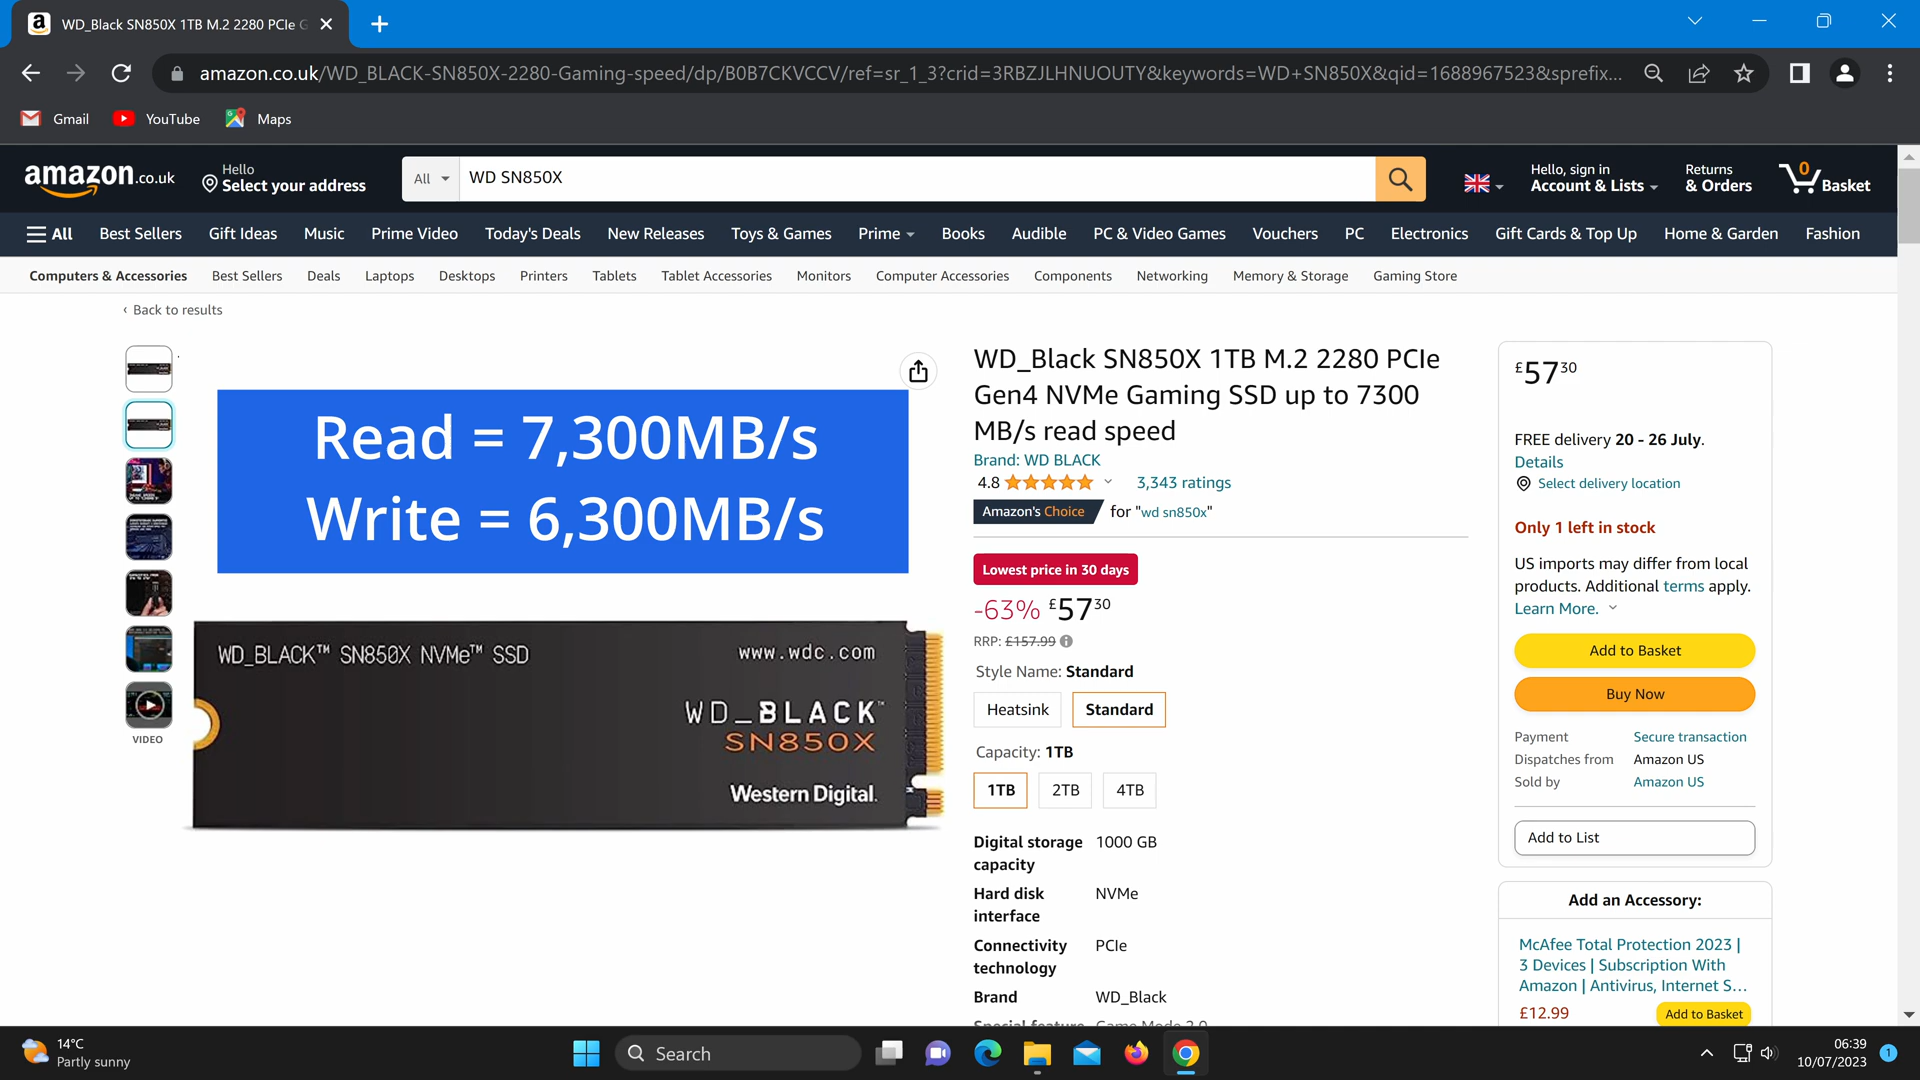 WD_Black SN850X 1TB M.2 2280 PCIe G
amazon.co.uk/WD_BLACK-SN850X-2280-Gaming-speed/dp/B0B7CKVCCV/ref=sr_1_3?crid=3RBZJLHNUOUTY&keywords=WD+SN850X&qid=1688967523&sprefix...
Gmail YouTube Maps
amazon.co.uk
Hello
Select your address
All
WD SN850X
Hello, sign in
Account & Lists
Returns
& Orders
0
Basket
All Best Sellers Gift Ideas Music Prime Video Today's Deals New Releases Toys & Games Prime Books Audible PC & Video Games Vouchers PC Electronics Gift Cards & Top Up Home & Garden Fashion
Computers & Accessories Best Sellers Deals Laptops Desktops Printers Tablets Tablet Accessories Monitors Computer Accessories Components Networking Memory & Storage Gaming Store
‹ Back to results
VIDEO
Read = 7,300MB/s
Write = 6,300MB/s
WD_BLACK™ SN850X NVMe™ SSD
www.wdc.com
WD_BLACK™
SN850X
Western Digital.
WD_Black SN850X 1TB M.2 2280 PCIe
Gen4 NVMe Gaming SSD up to 7300
MB/s read speed
Brand: WD BLACK
4.8 3,343 ratings
Amazon's Choice for "wd sn850x"
Lowest price in 30 days
-63% £5730
RRP: £157.99
Style Name: Standard
Heatsink Standard
Capacity: 1TB
1TB 2TB 4TB
Digital storage capacity 1000 GB
Hard disk interface NVMe
Connectivity technology PCIe
Brand WD_Black
Special feature Game Mode 2.0
£5730
FREE delivery 20 - 26 July.
Details
Select delivery location
Only 1 left in stock
US imports may differ from local
products. Additional terms apply.
Learn More.
Add to Basket
Buy Now
Payment Secure transaction
Dispatches from Amazon US
Sold by Amazon US
Add to List
Add an Accessory:
McAfee Total Protection 2023 |
3 Devices | Subscription With
Amazon | Antivirus, Internet S...
£12.99
Add to Basket
14°C
Partly sunny
Search
06:39
10/07/2023
1